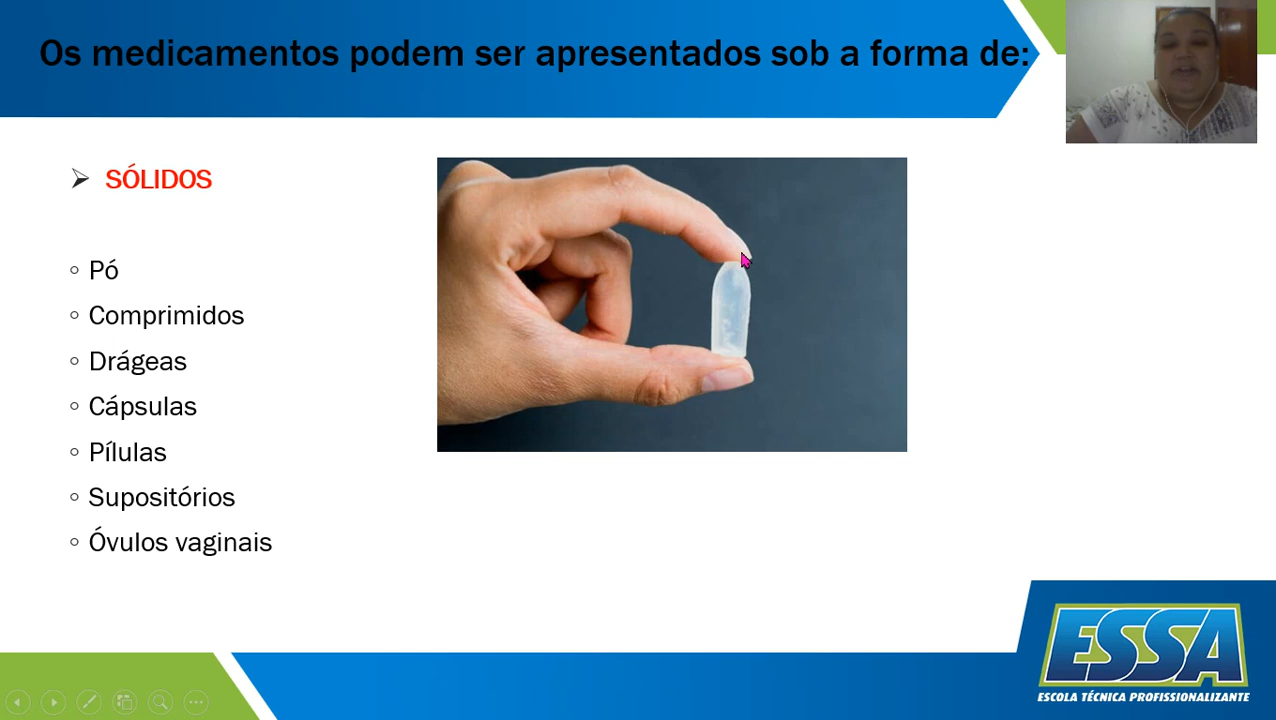 Os medicamentos podem ser apresentados sob a forma de:
SÓLIDOS
Pó
Comprimidos
Drágeas
Cápsulas
Pílulas
Supositórios
Óvulos vaginais
ESSA
ESCOLA TÉCNICA PROFISSIONALIZANTE